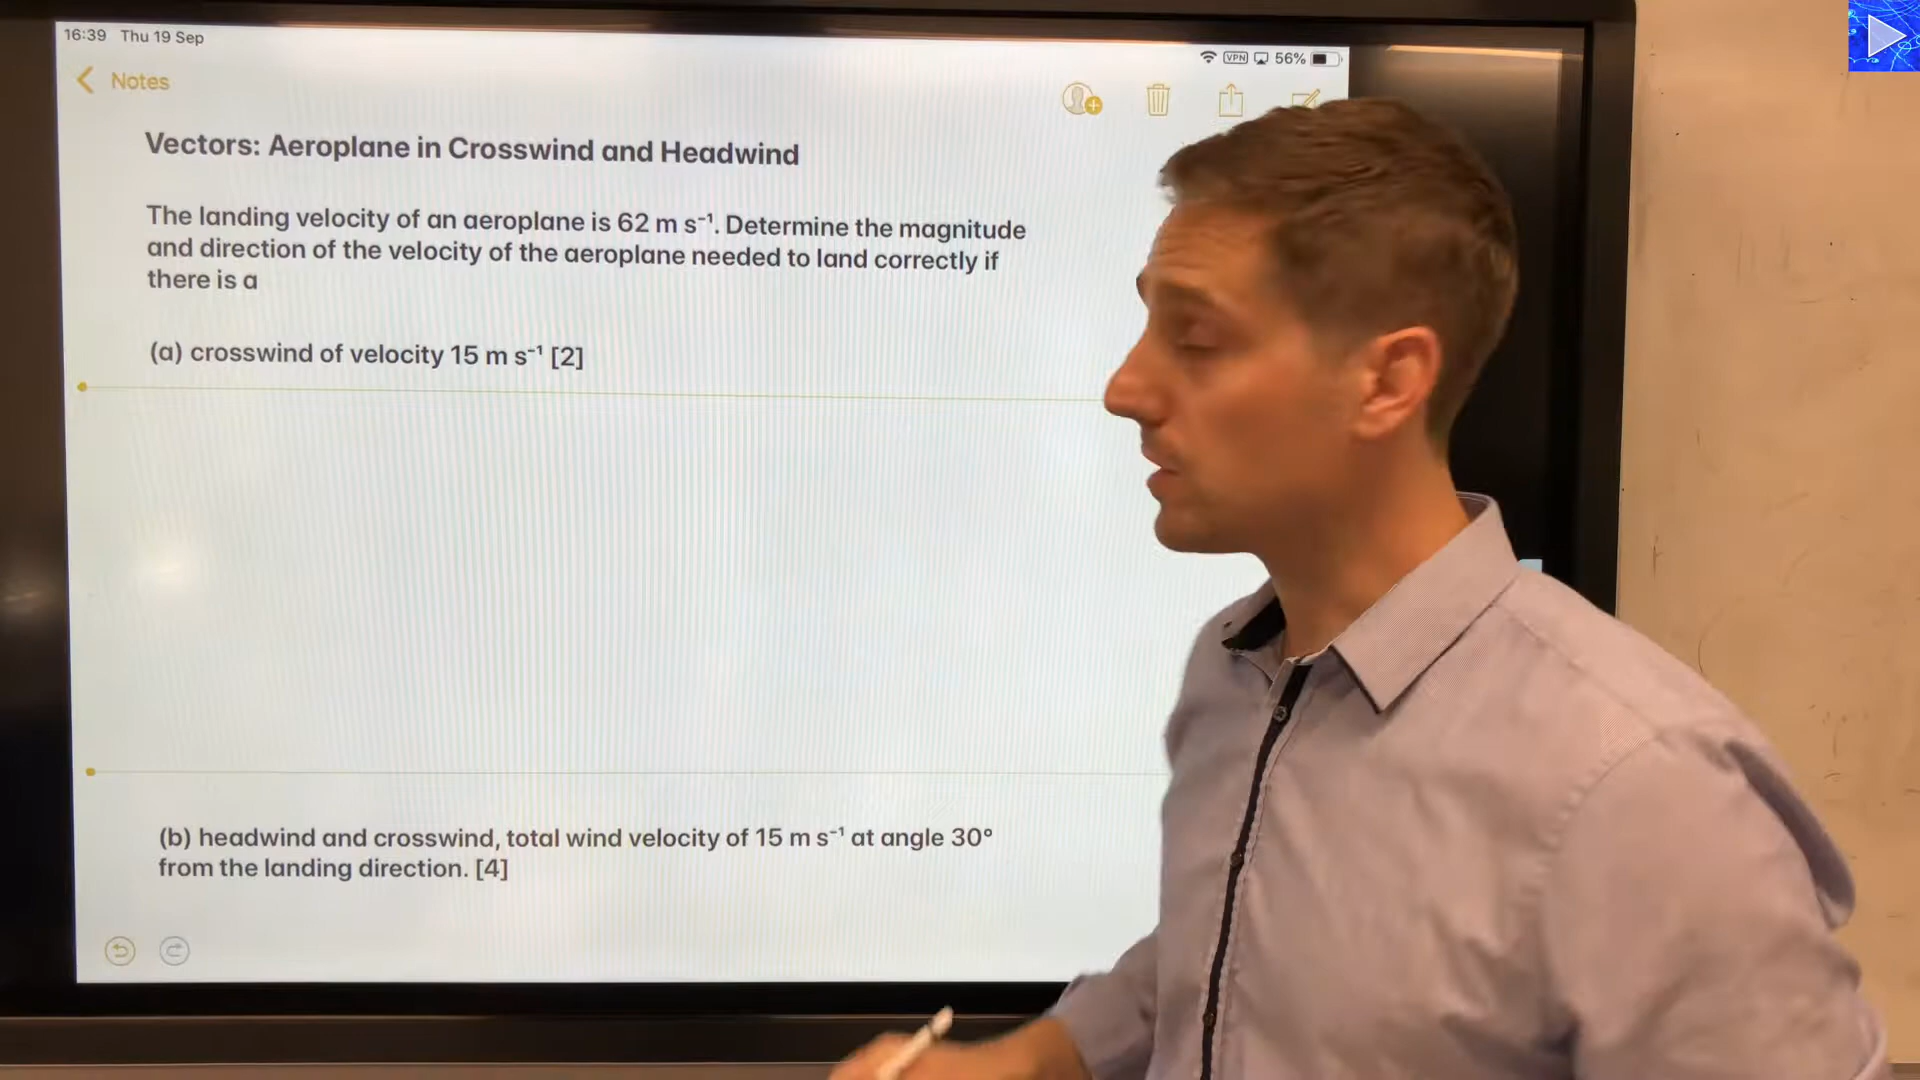 16:39 Thu 19 Sep
VPN 56%
Notes
Vectors: Aeroplane in Crosswind and Headwind
The landing velocity of an aeroplane is 62 m s⁻¹. Determine the magnitude
and direction of the velocity of the aeroplane needed to land correctly if
there is a
(a) crosswind of velocity 15 m s⁻¹ [2]
(b) headwind and crosswind, total wind velocity of 15 m s⁻¹ at angle 30°
from the landing direction. [4]